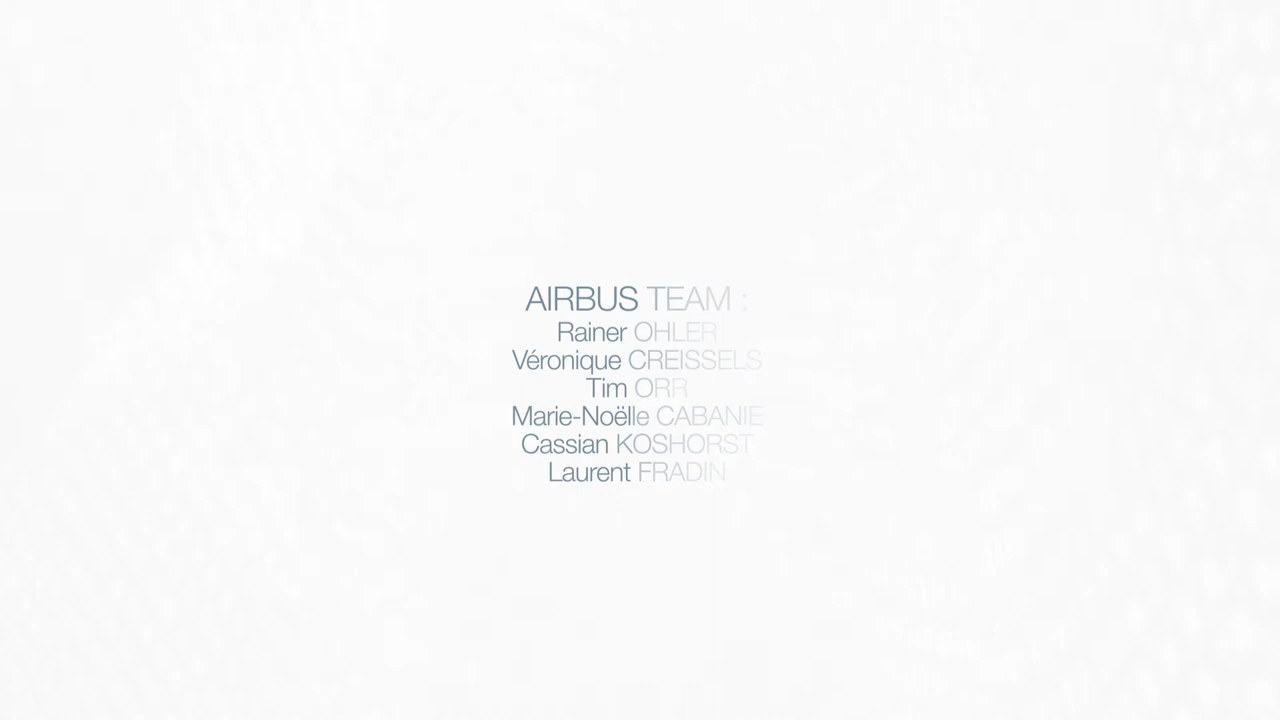 AIRBUS TEAM :
Rainer OHLER
Véronique CREISSELS
Tim ORR
Marie-Noëlle CABANIE
Cassian KOSHORST
Laurent FRADIN